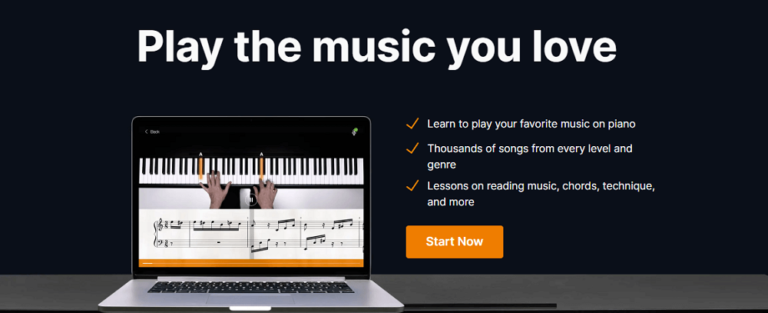 Play the music you love
Back
A
A
Learn to play your favorite music on piano
Thousands of songs from every level and
genre
Lessons on reading music, chords, technique,
and more
Start Now